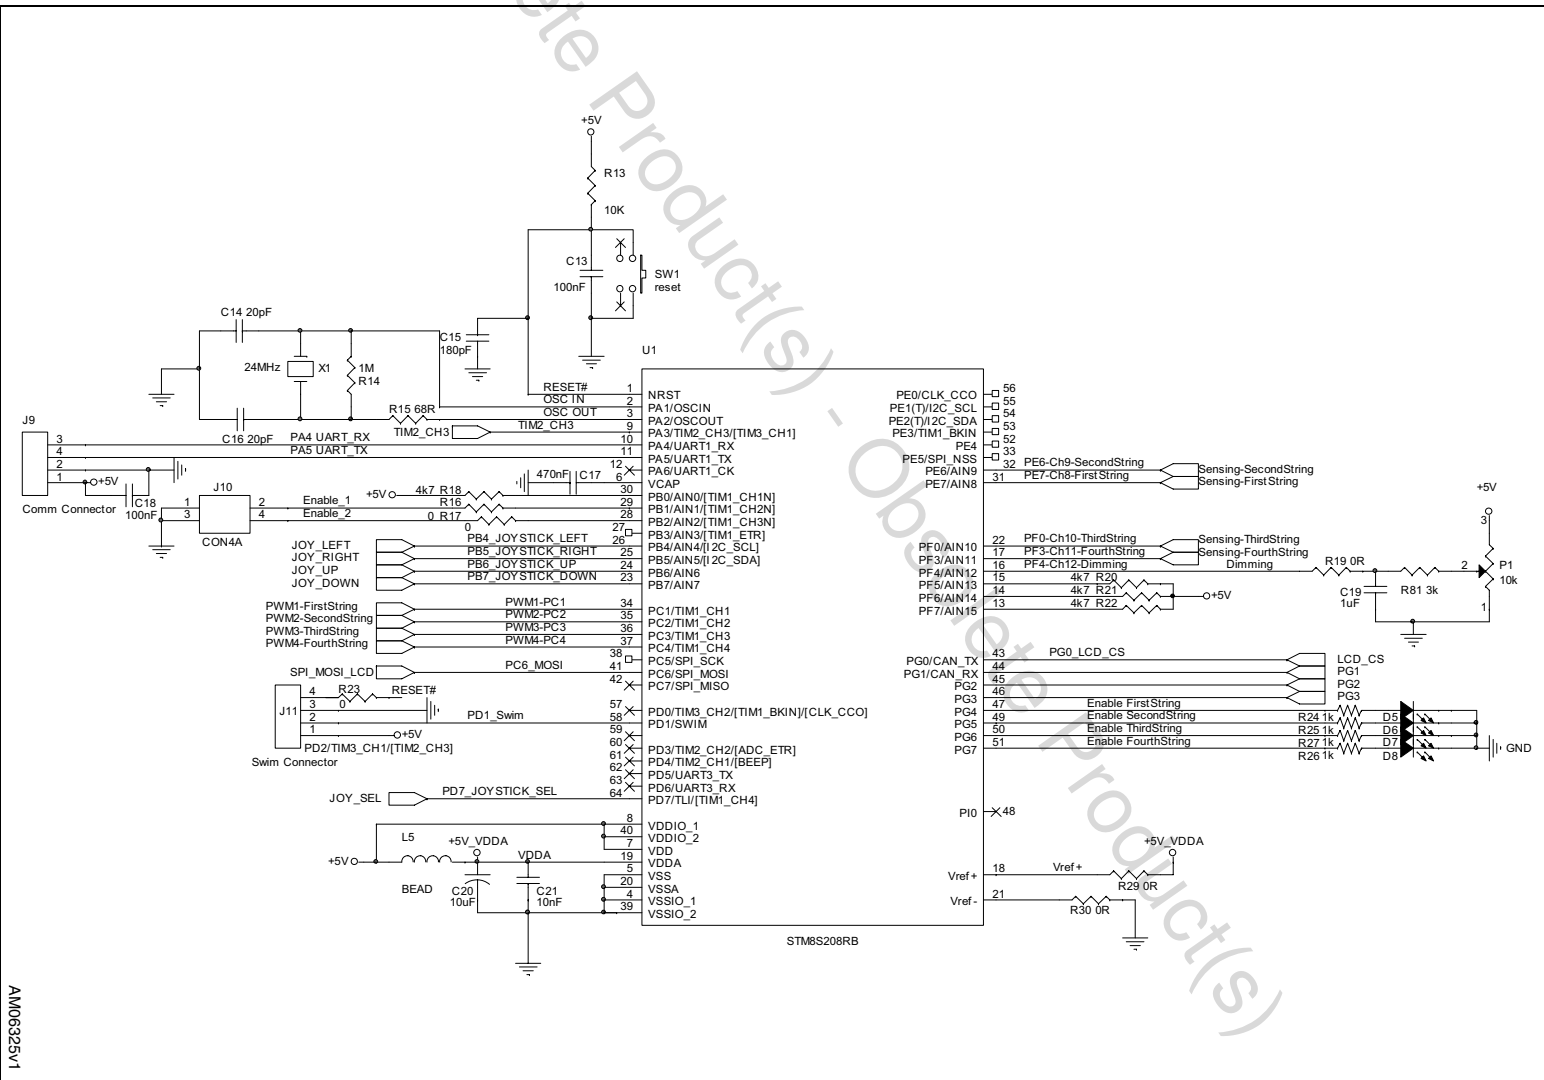 Obsolete Product(s) - Obsolete Product(s)
+5V
R13
10K
C13
100nF
SW1
reset
C14 20pF
C15
180pF
24MHz
X1
1M
R14
R15 68R
C16 20pF
U1
RESET#
OSC IN
OSC OUT
TIM2_CH3
TIM2_CH3
J9
3
4
2
1
PA4 UART_RX
PA5 UART_TX
+5V
C18
100nF
Comm Connector
J10
1
3
2
4
CON4A
Enable_1
Enable_2
470nF
C17
+5V
4k7 R18
R16
0 R17
0
JOY_LEFT
JOY_RIGHT
JOY_UP
JOY_DOWN
PB4_JOYSTICK_LEFT
PB5_JOYSTICK_RIGHT
PB6_JOYSTICK_UP
PB7_JOYSTICK_DOWN
PWM1-FirstString
PWM2-SecondString
PWM3-ThirdString
PWM4-FourthString
PWM1-PC1
PWM2-PC2
PWM3-PC3
PWM4-PC4
SPI_MOSI_LCD
PC6_MOSI
J11
4
3
2
1
R23
0
RESET#
PD1_Swim
+5V
PD2/TIM3_CH1/[TIM2_CH3]
Swim Connector
JOY_SEL
PD7_JOYSTICK_SEL
+5V
L5
BEAD
+5V_VDDA
VDDA
C20
10uF
C21
10nF
1 NRST
2 PA1/OSCIN
3 PA2/OSCOUT
9 PA3/TIM2_CH3/[TIM3_CH1]
10 PA4/UART1_RX
11 PA5/UART1_TX
12 PA6/UART1_CK
6 VCAP
30 PB0/AIN0/[TIM1_CH1N]
29 PB1/AIN1/[TIM1_CH2N]
28 PB2/AIN2/[TIM1_CH3N]
27 PB3/AIN3/[TIM1_ETR]
26 PB4/AIN4/[I2C_SCL]
25 PB5/AIN5/[I2C_SDA]
24 PB6/AIN6
23 PB7/AIN7
34 PC1/TIM1_CH1
35 PC2/TIM1_CH2
36 PC3/TIM1_CH3
37 PC4/TIM1_CH4
38 PC5/SPI_SCK
41 PC6/SPI_MOSI
42 PC7/SPI_MISO
57 PD0/TIM3_CH2/[TIM1_BKIN]/[CLK_CCO]
58 PD1/SWIM
59
60 PD3/TIM2_CH2/[ADC_ETR]
61 PD4/TIM2_CH1/[BEEP]
62 PD5/UART3_TX
63 PD6/UART3_RX
64 PD7/TLI/[TIM1_CH4]
8 VDDIO_1
40 VDDIO_2
7 VDD
19 VDDA
5 VSS
20 VSSA
4 VSSIO_1
39 VSSIO_2
PE0/CLK_CCO 56
PE1(T)/I2C_SCL 55
PE2(T)/I2C_SDA 54
PE3/TIM1_BKIN 53
PE4 52
PE5/SPI_NSS 33
PE6/AIN9 32
PE7/AIN8 31
PF0/AIN10 22
PF3/AIN11 17
PF4/AIN12 16
PF5/AIN13 15
PF6/AIN14 14
PF7/AIN15 13
PG0/CAN_TX 43
PG1/CAN_RX 44
PG2 45
PG3 46
PG4 47
PG5 49
PG6 50
PG7 51
PI0 48
Vref+ 18
Vref- 21
STM8S208RB
PE6-Ch9-SecondString
PE7-Ch8-FirstString
Sensing-SecondString
Sensing-FirstString
PF0-Ch10-ThirdString
PF3-Ch11-FourthString
PF4-Ch12-Dimming
Sensing-ThirdString
Sensing-FourthString
Dimming
4k7 R20
4k7 R21
4k7 R22
+5V
R19 0R
C19
1uF
R81 3k
+5V
3
2
1
P1
10k
PG0_LCD_CS
LCD_CS
PG1
PG2
PG3
Enable FirstString
Enable SecondString
Enable ThirdString
Enable FourthString
R24 1k
R25 1k
R27 1k
R26 1k
D5
D6
D7
D8
GND
Vref+
+5V_VDDA
R29 0R
R30 0R
AM06325v1